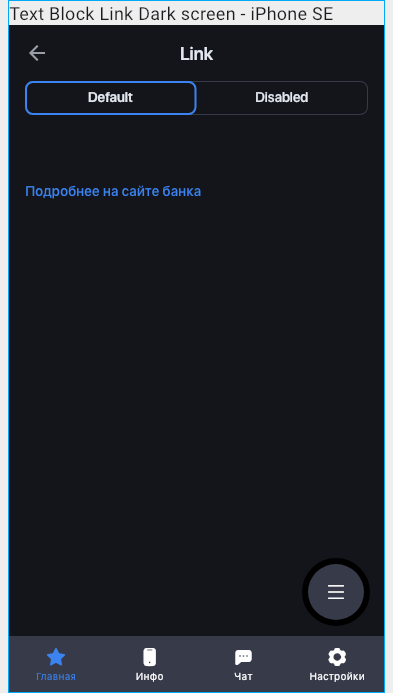 Text Block Link Dark screen - iPhone SE
Link
Default Disabled
Подробнее на сайте банка
Главная Инфо Чат Настройки